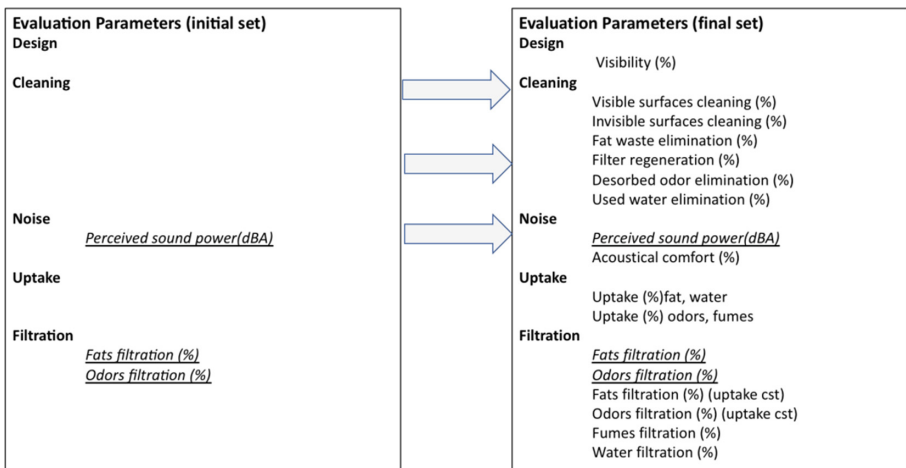 Evaluation Parameters (initial set)
Design
Cleaning
Noise
Perceived sound power(dBA)
Uptake
Filtration
Fats filtration (%)
Odors filtration (%)
Evaluation Parameters (final set)
Design
Visibility (%)
Cleaning
Visible surfaces cleaning (%)
Invisible surfaces cleaning (%)
Fat waste elimination (%)
Filter regeneration (%)
Desorbed odor elimination (%)
Used water elimination (%)
Noise
Perceived sound power(dBA)
Acoustical comfort (%)
Uptake
Uptake (%)fat, water
Uptake (%) odors, fumes
Filtration
Fats filtration (%)
Odors filtration (%)
Fats filtration (%) (uptake cst)
Odors filtration (%) (uptake cst)
Fumes filtration (%)
Water filtration (%)